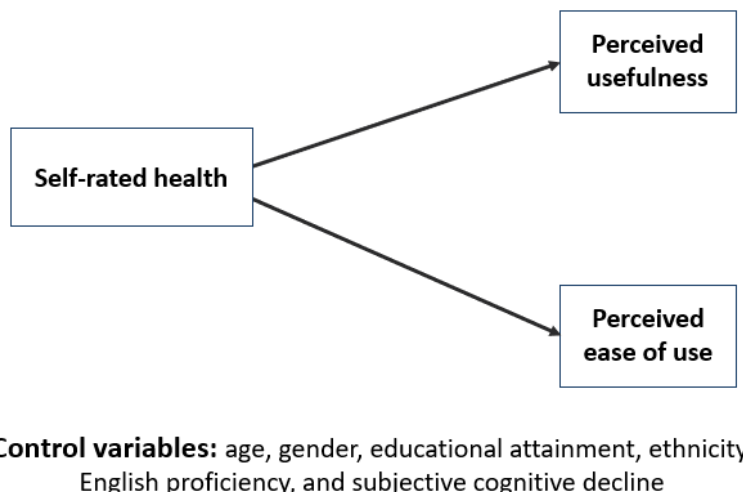 Perceived
usefulness
Self-rated health
Perceived
ease of use
Control variables: age, gender, educational attainment, ethnicity
English proficiency, and subjective cognitive decline